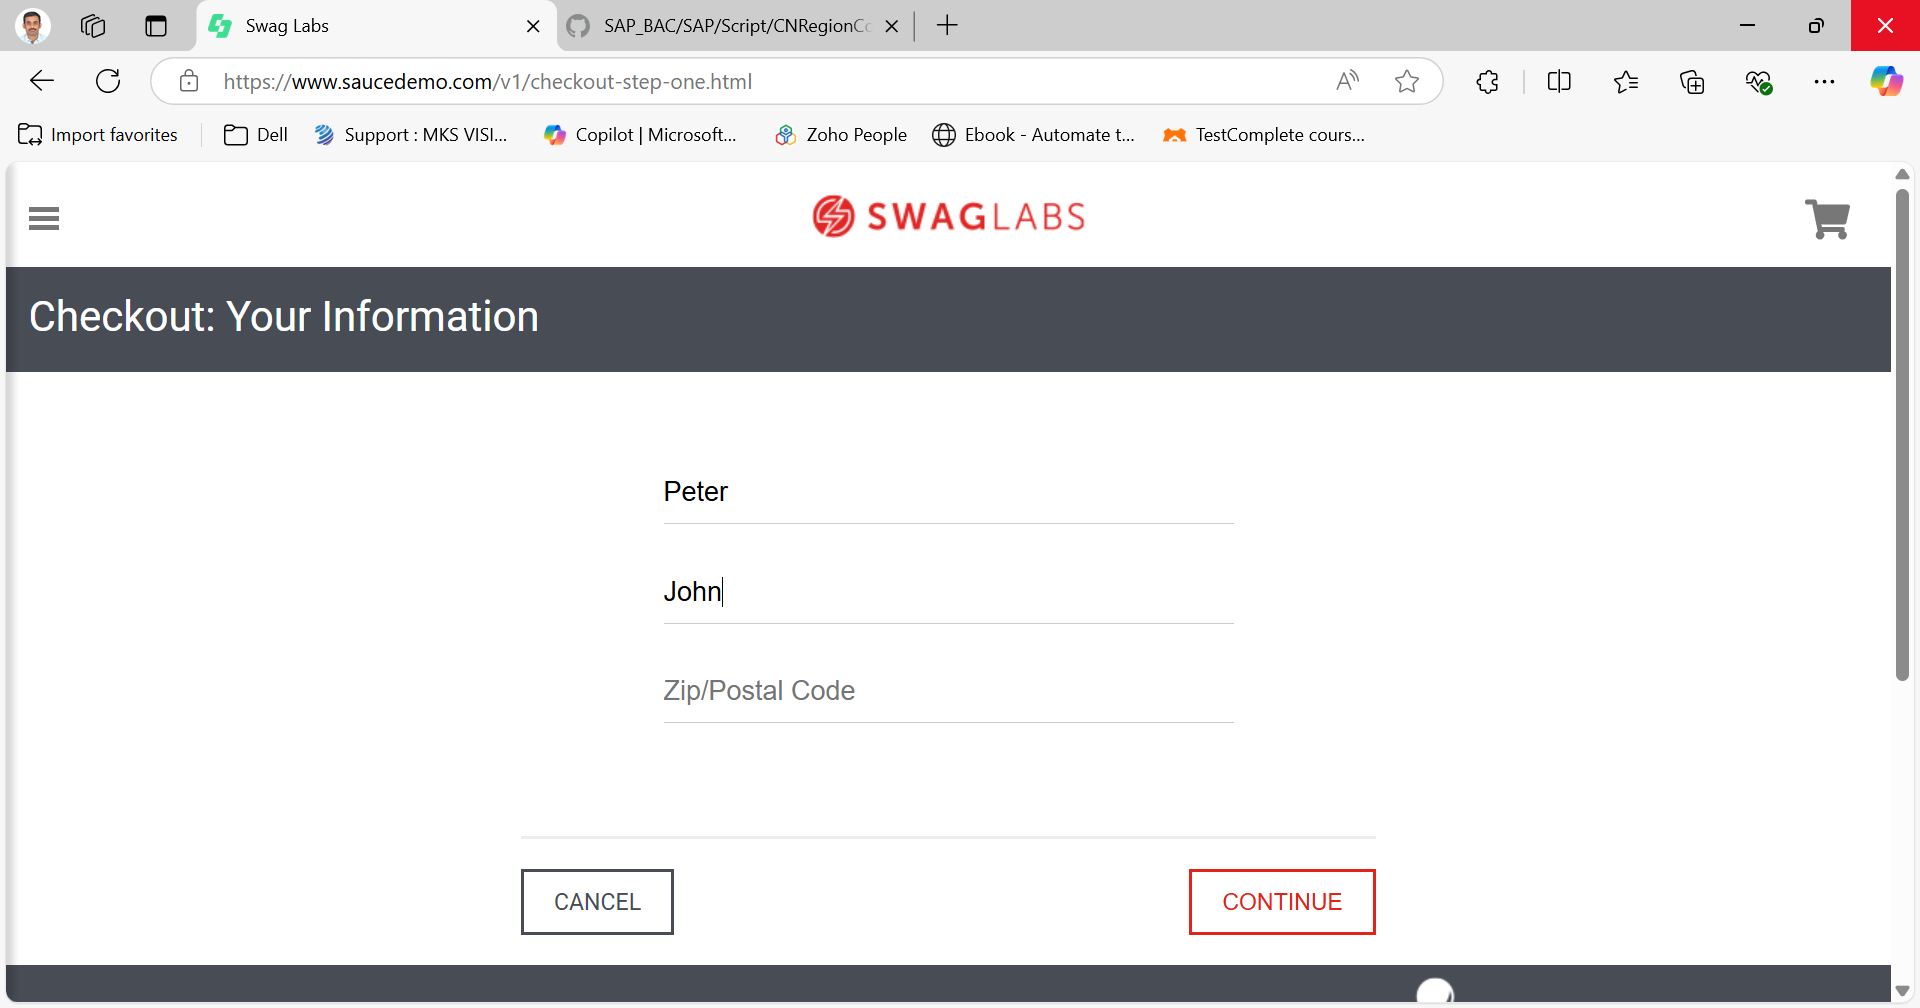 Swag Labs
SAP_BAC/SAP/Script/CNRegionCo
https://www.saucedemo.com/v1/checkout-step-one.html
Import favorites
Dell
Support : MKS VISI...
Copilot | Microsoft...
Zoho People
Ebook - Automate t...
TestComplete cours...
SWAGLABS
Checkout: Your Information
Peter
John
Zip/Postal Code
CANCEL
CONTINUE